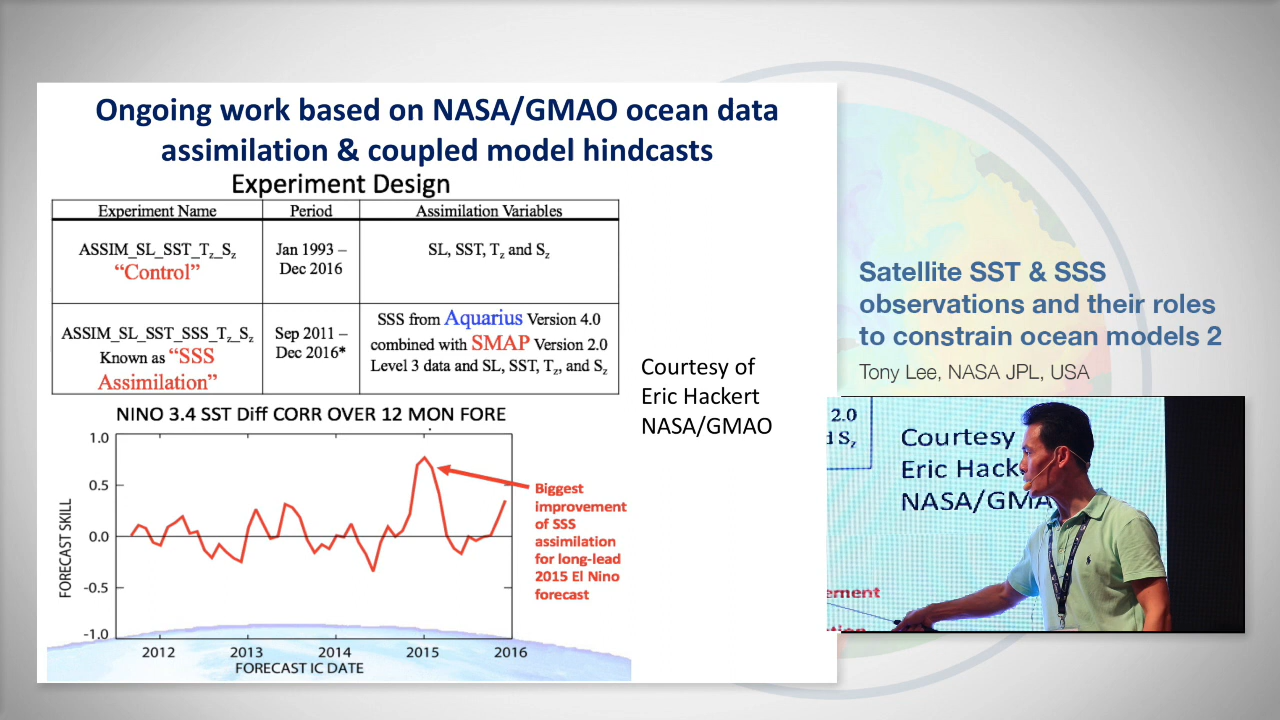 Ongoing work based on NASA/GMAO ocean data
assimilation & coupled model hindcasts
Experiment Design
Experiment Name Period Assimilation Variables
ASSIM_SL_SST_Tz_Sz
“Control”
Jan 1993 –
Dec 2016
SL, SST, Tz and Sz
ASSIM_SL_SST_SSS_Tz_Sz
Known as “SSS
Assimilation”
Sep 2011 –
Dec 2016*
SSS from Aquarius Version 4.0
combined with SMAP Version 2.0
Level 3 data and SL, SST, Tz, and Sz
Courtesy of
Eric Hackert
NASA/GMAO
NINO 3.4 SST Diff CORR OVER 12 MON FORE
FORECAST SKILL
1.0
0.5
0.0
-0.5
-1.0
2012 2013 2014 2015 2016
FORECAST IC DATE
Biggest
improvement
of SSS
assimilation
for long-lead
2015 El Nino
forecast
Satellite SST & SSS
observations and their roles
to constrain ocean models 2
Tony Lee, NASA JPL, USA
2.0
d Sz,
Courtesy
Eric Hack
NASA/GMA
ement